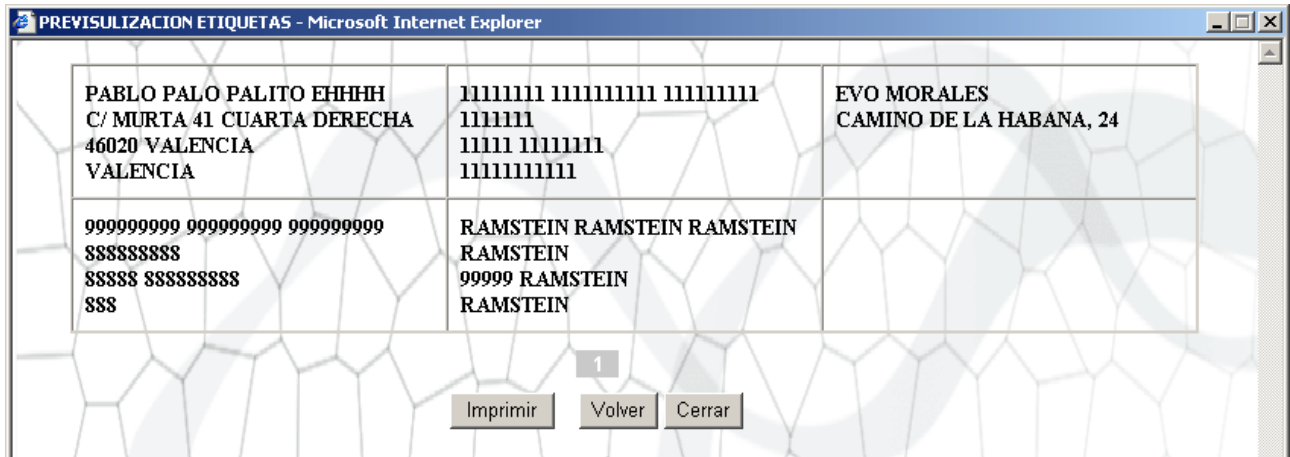 PREVISULIZACION ETIQUETAS - Microsoft Internet Explorer
PABLO PALO PALITO EHHHH
C/ MURTA 41 CUARTA DERECHA
46020 VALENCIA
VALENCIA
11111111 1111111111 111111111
1111111
11111 11111111
11111111111
EVO MORALES
CAMINO DE LA HABANA, 24
999999999 999999999 999999999
888888888
88888 888888888
888
RAMSTEIN RAMSTEIN RAMSTEIN
RAMSTEIN
99999 RAMSTEIN
RAMSTEIN
1
Imprimir Volver Cerrar